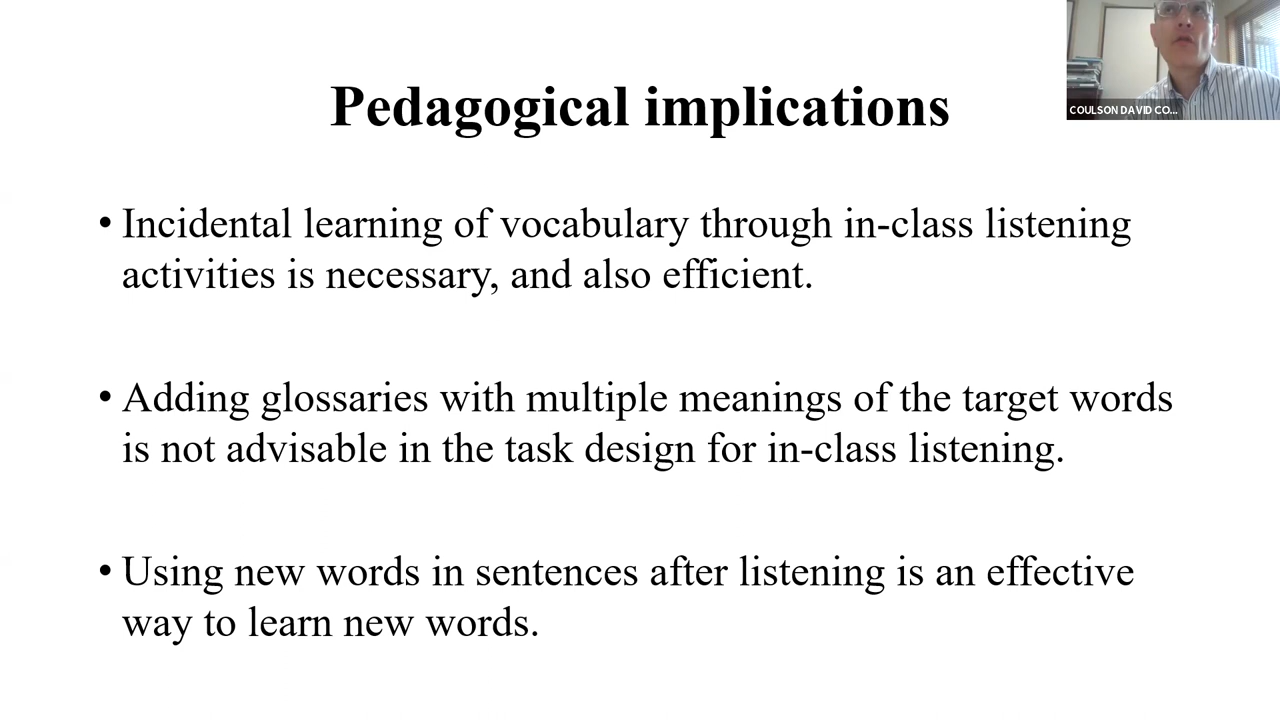 Pedagogical implications
COULSON DAVID CO...
• Incidental learning of vocabulary through in-class listening
activities is necessary, and also efficient.
• Adding glossaries with multiple meanings of the target words
is not advisable in the task design for in-class listening.
• Using new words in sentences after listening is an effective
way to learn new words.